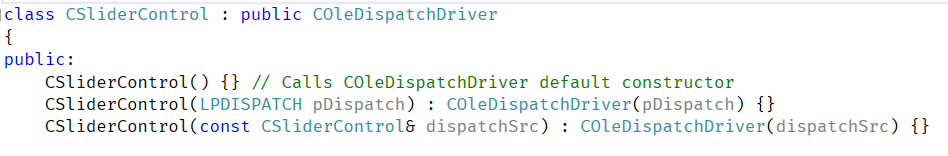 class CSliderControl : public COleDispatchDriver
{
public:
    CSliderControl() {} // Calls COleDispatchDriver default constructor
    CSliderControl(LPDISPATCH pDispatch) : COleDispatchDriver(pDispatch) {}
    CSliderControl(const CSliderControl& dispatchSrc) : COleDispatchDriver(dispatchSrc) {}